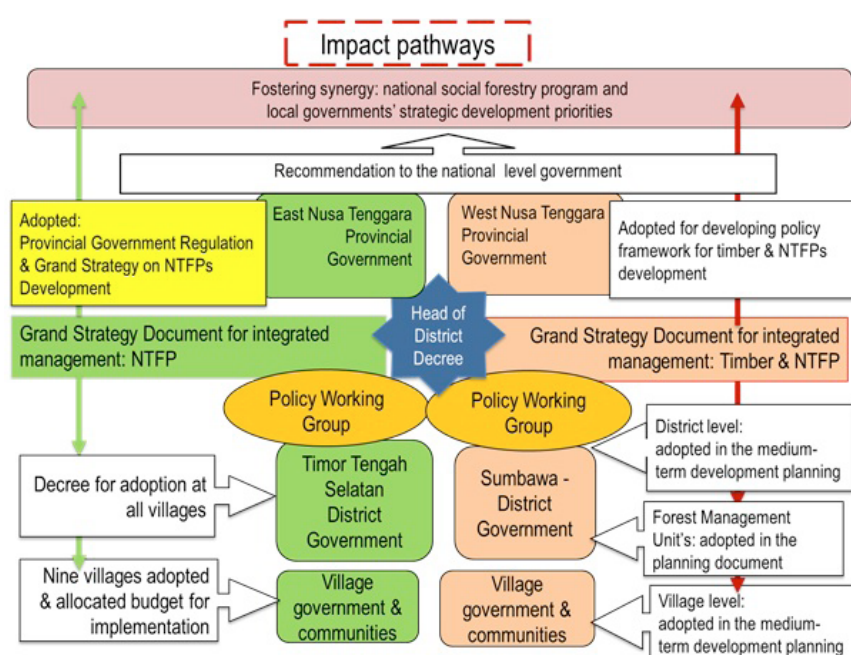 Impact pathways
Fostering synergy: national social forestry program and
local governments' strategic development priorities
Recommendation to the national level government
Adopted:
Provincial Government Regulation
& Grand Strategy on NTFPs
Development
East Nusa Tenggara
Provincial
Government
West Nusa Tenggara
Provincial
Government
Adopted for developing policy
framework for timber & NTFPs
development
Head of
District
Decree
Grand Strategy Document for integrated
management: NTFP
Grand Strategy Document for integrated
management: Timber & NTFP
Policy Working
Group
Policy Working
Group
District level:
adopted in the medium-
term development planning
Decree for adoption at
all villages
Timor Tengah
Selatan
District
Government
Sumbawa -
District
Government
Forest Management
Unit's: adopted in the
planning document
Nine villages adopted
& allocated budget for
implementation
Village
government &
communities
Village
government &
communities
Village level:
adopted in the medium-
term development planning